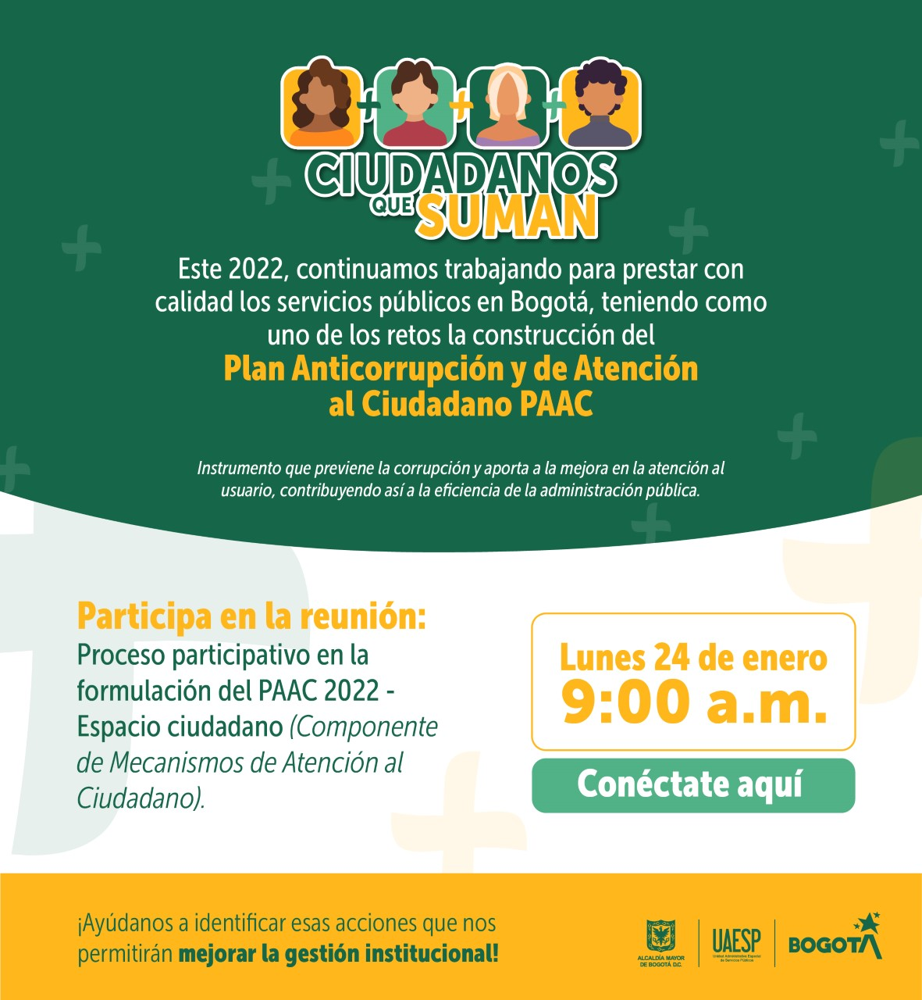 CIUDADANOS
QUE SUMAN
Este 2022, continuamos trabajando para prestar con
calidad los servicios públicos en Bogotá, teniendo como
uno de los retos la construcción del
Plan Anticorrupción y de Atención
al Ciudadano PAAC
Instrumento que previene la corrupción y aporta a la mejora en la atención al
usuario, contribuyendo así a la eficiencia de la administración pública.
Participa en la reunión:
Proceso participativo en la
formulación del PAAC 2022 -
Espacio ciudadano (Componente
de Mecanismos de Atención al
Ciudadano).
Lunes 24 de enero
9:00 a.m.
Conéctate aquí
¡Ayúdanos a identificar esas acciones que nos
permitirán mejorar la gestión institucional!
ALCALDÍA MAYOR
DE BOGOTÁ D.C.
UAESP
Unidad Administrativa Especial
de Servicios Públicos
BOGOTÁ